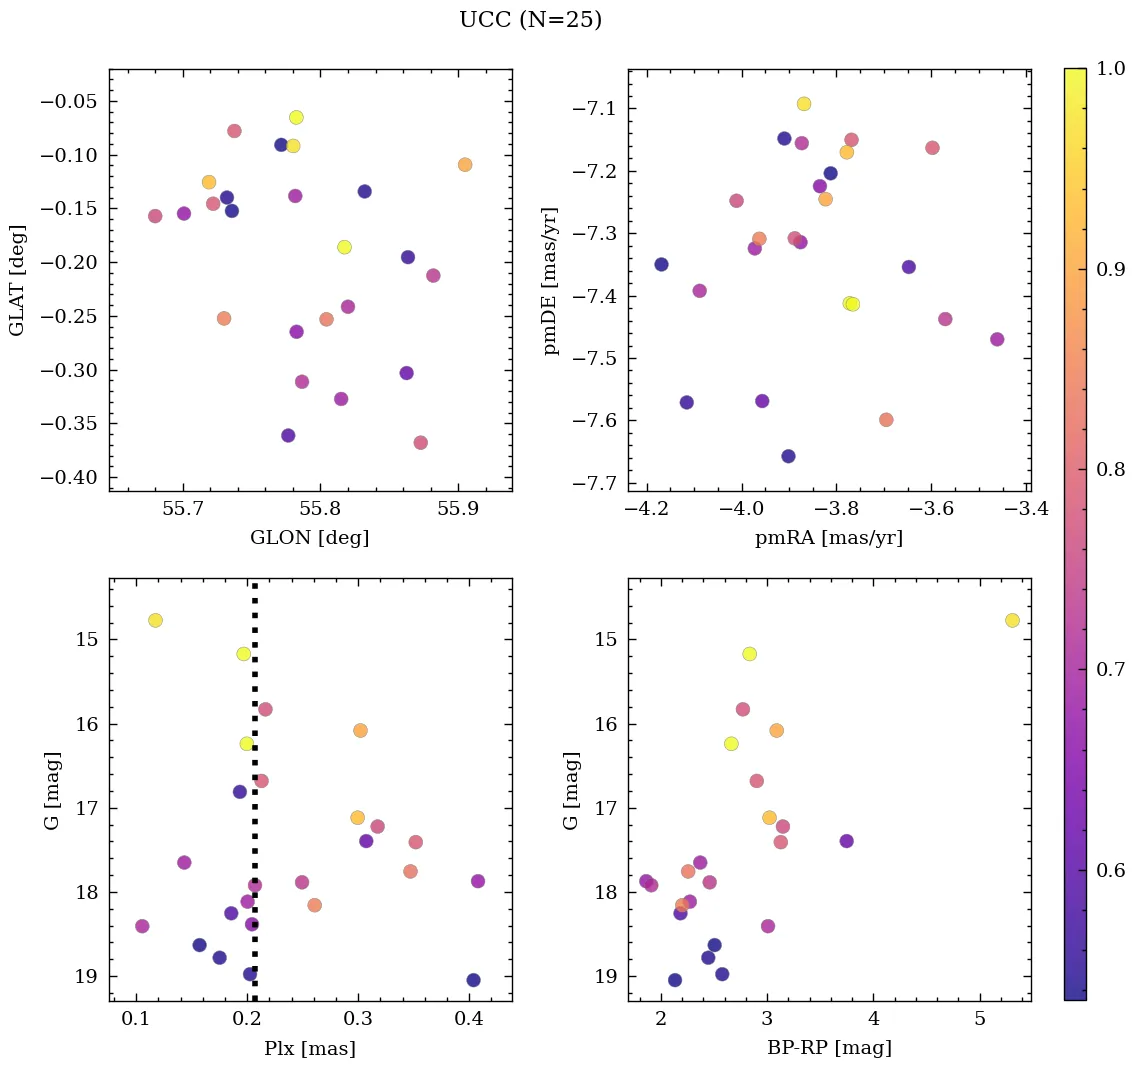 UCC (N=25)
−0.05
−0.10
−0.15
−0.20
−0.25
−0.30
−0.35
−0.40
GLAT [deg]
55.7 55.8 55.9
GLON [deg]
−7.1
−7.2
−7.3
−7.4
−7.5
−7.6
−7.7
pmDE [mas/yr]
−4.2 −4.0 −3.8 −3.6 −3.4
pmRA [mas/yr]
15
16
17
18
19
G [mag]
0.1 0.2 0.3 0.4
Plx [mas]
15
16
17
18
19
G [mag]
2 3 4 5
BP-RP [mag]
1.0
0.9
0.8
0.7
0.6